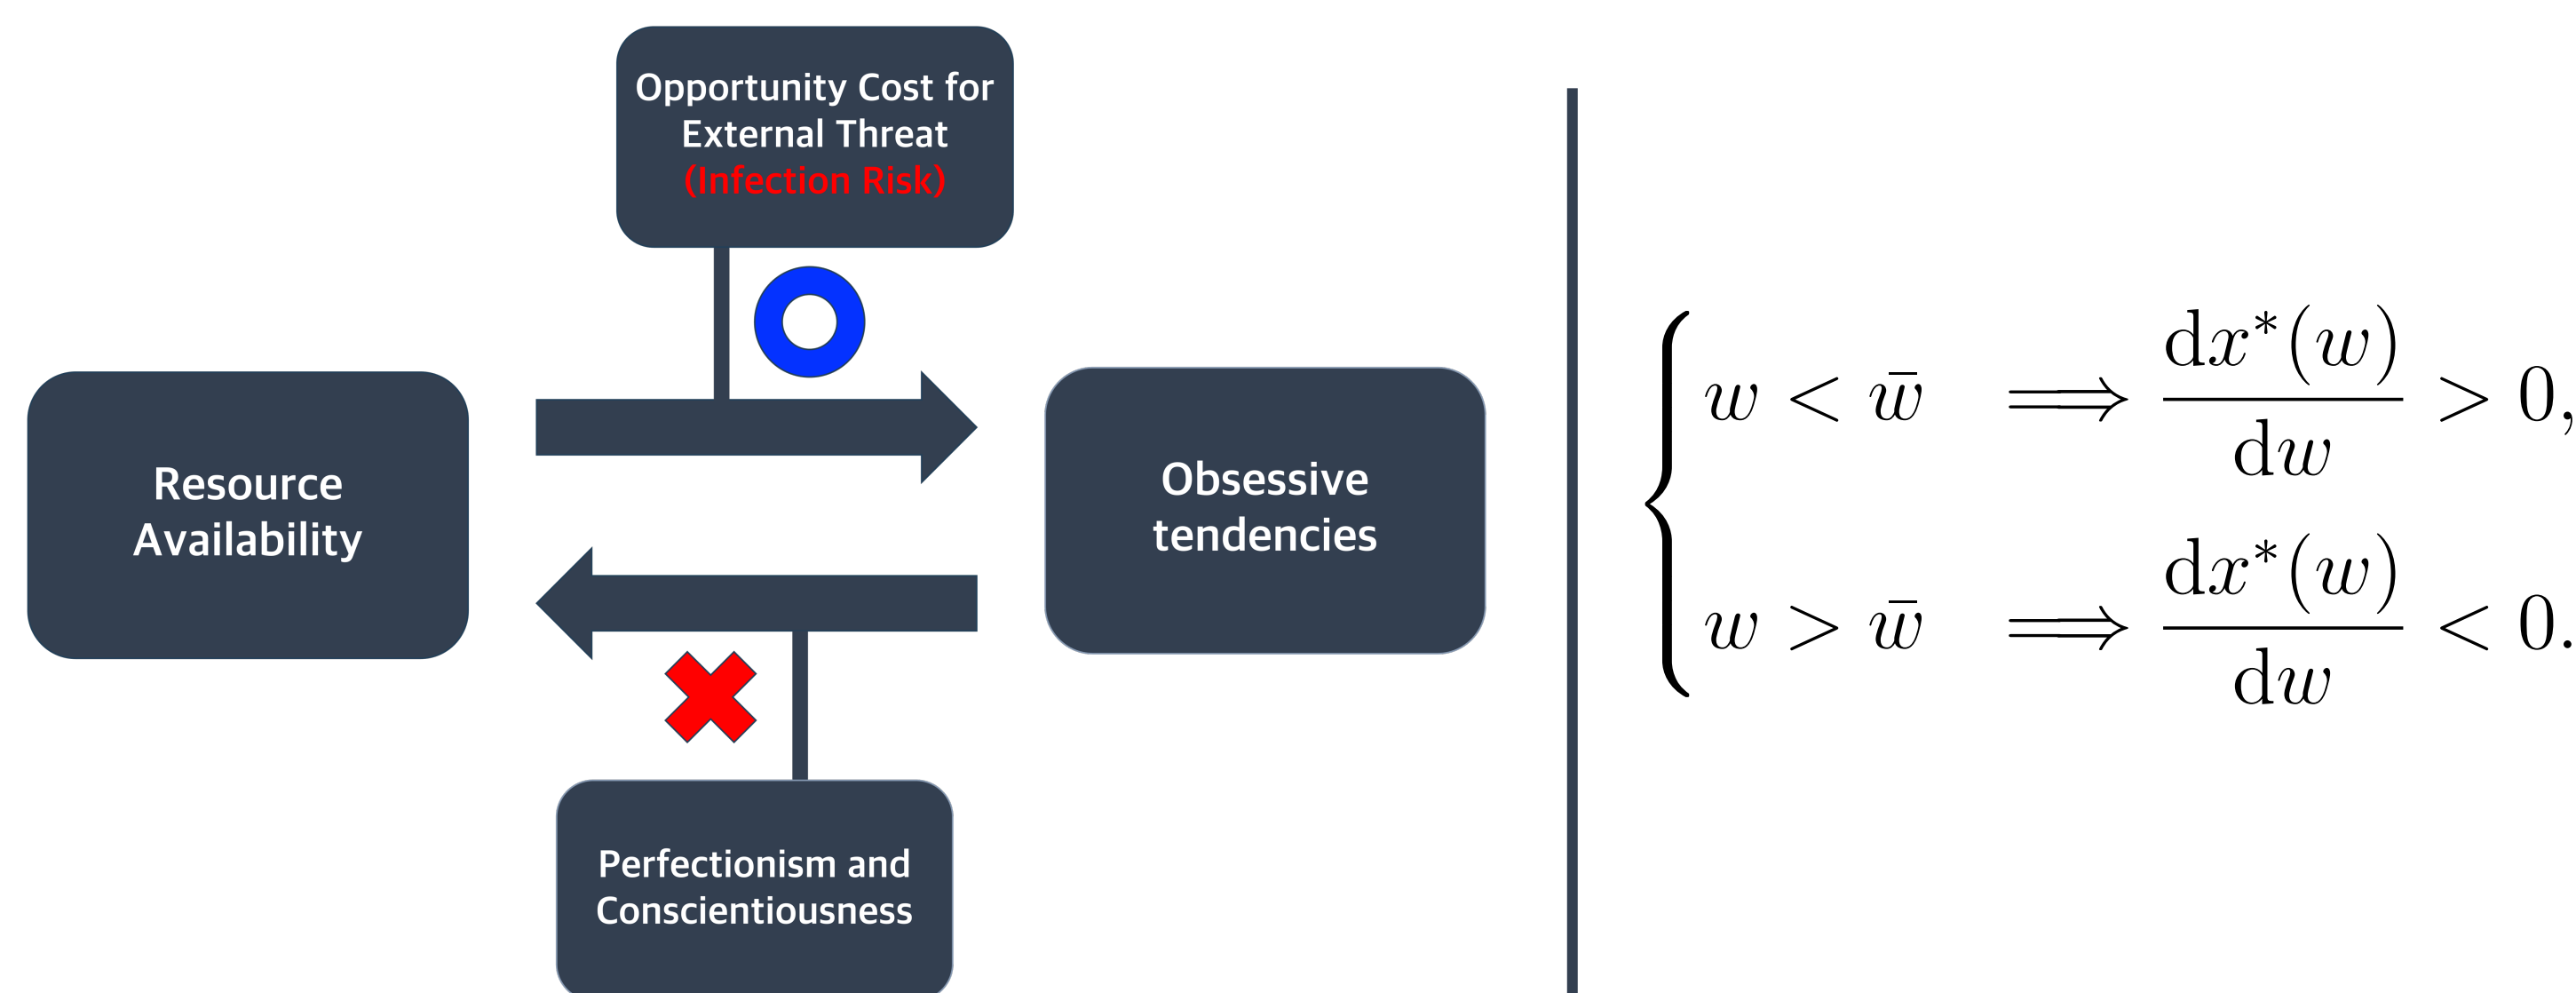 Opportunity Cost for
External Threat
(Infection Risk)
Resource
Availability
Obsessive
tendencies
Perfectionism and
Conscientiousness
w < w̄ ⟹ dx*(w)/dw > 0,
w > w̄ ⟹ dx*(w)/dw < 0.